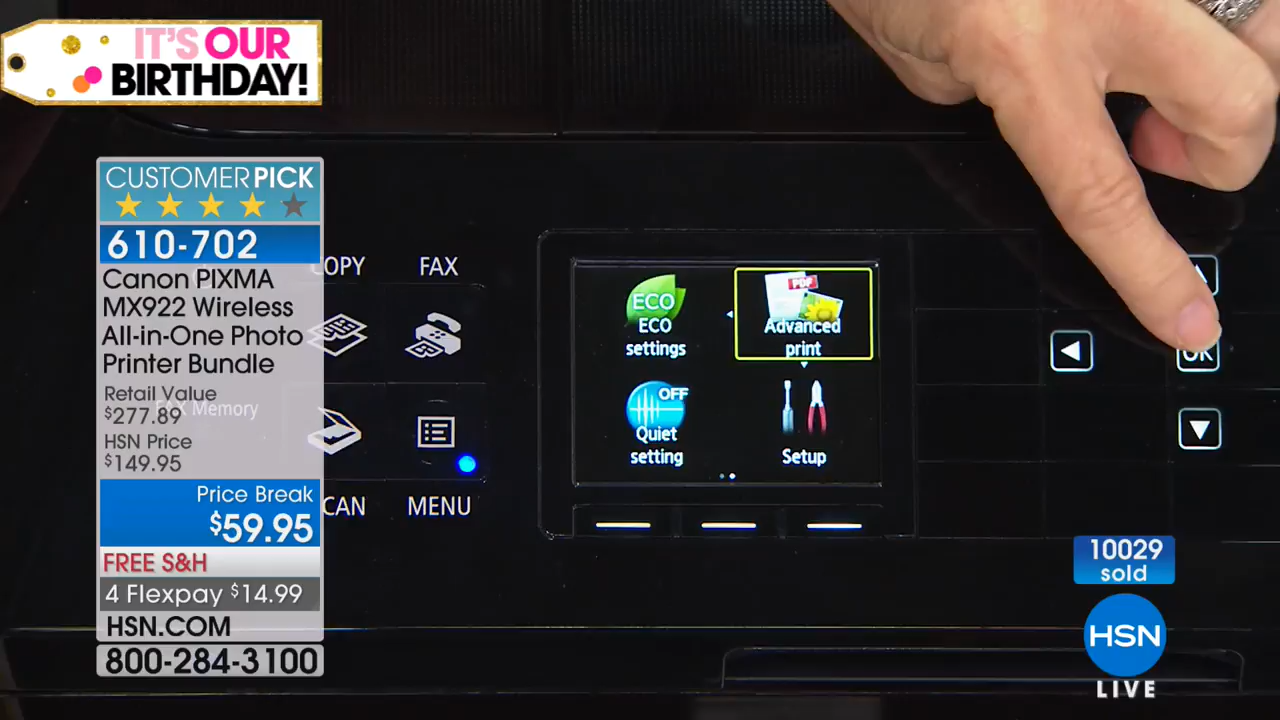 IT'S OUR
BIRTHDAY!
CUSTOMER PICK
610-702
Canon PIXMA
MX922 Wireless
All-in-One Photo
Printer Bundle
Retail Value
$277.89
HSN Price
$149.95
Price Break
$59.95
FREE S&H
4 Flexpay $14.99
HSN.COM
800-284-3100
COPY
FAX
FAX Memory
CAN
MENU
ECO
ECO
settings
PDF
Advanced
print
OFF
Quiet
setting
Setup
OK
10029
sold
HSN
LIVE